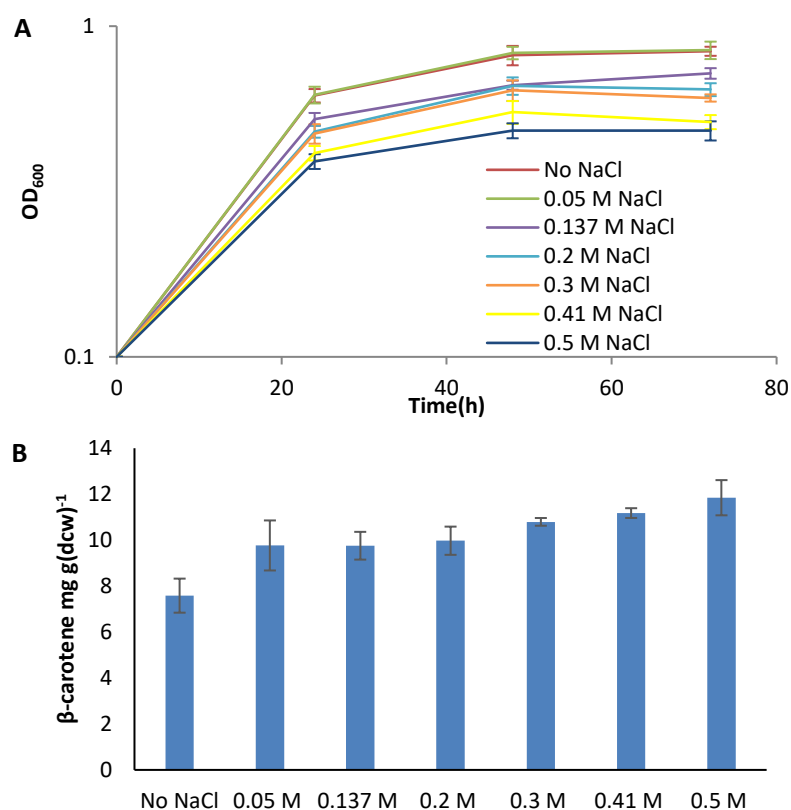 A
1
OD600
0.1
No NaCl
0.05 M NaCl
0.137 M NaCl
0.2 M NaCl
0.3 M NaCl
0.41 M NaCl
0.5 M NaCl
0 20 40 60 80
Time(h)
B
β-carotene mg g(dcw)-1
14
12
10
8
6
4
2
0
No NaCl 0.05 M 0.137 M 0.2 M 0.3 M 0.41 M 0.5 M